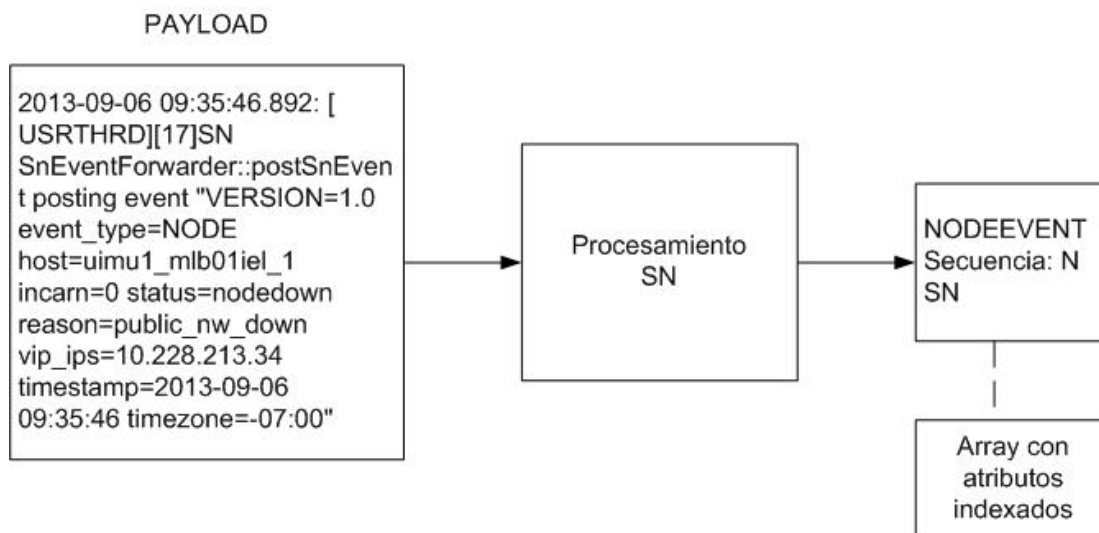 PAYLOAD
2013-09-06 09:35:46.892: [
USRTHRD][17]SN
SnEventForwarder::postSnEven
t posting event "VERSION=1.0
event_type=NODE
host=uimu1_mlb01iel_1
incarn=0 status=nodedown
reason=public_nw_down
vip_ips=10.228.213.34
timestamp=2013-09-06
09:35:46 timezone=-07:00"
Procesamiento
SN
NODEEVENT
Secuencia: N
SN
Array con
atributos
indexados